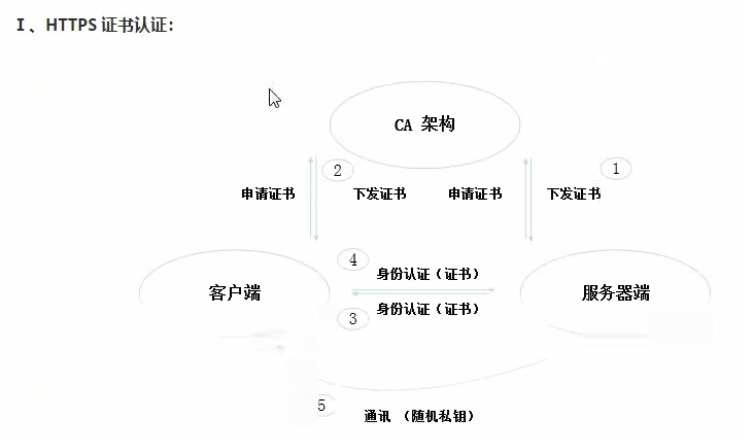 Ⅰ、HTTPS 证书认证：
CA 架构
2
1
申请证书
下发证书
申请证书
下发证书
4
身份认证（证书）
客户端
服务器端
身份认证（证书）
3
5
通讯 （随机私钥）